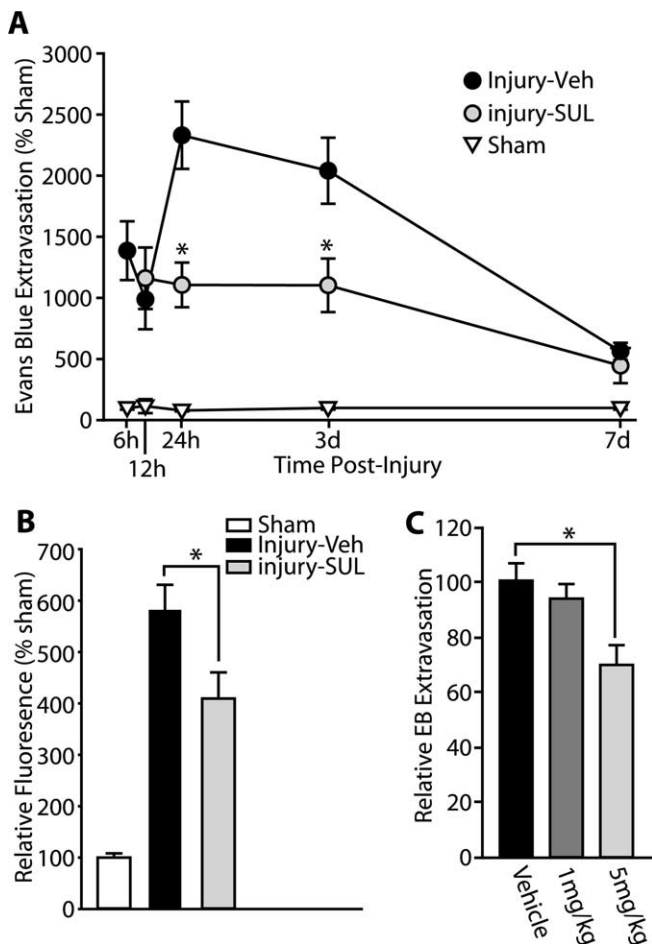 A
Evans Blue Extravasation (% Sham)
3000
2500
2000
1500
1000
500
0
Injury-Veh
injury-SUL
Sham
*
*
6h
12h
24h
3d
7d
Time Post-Injury
B
Relative Fluoresence (% sham)
700
600
500
400
300
200
100
0
Sham
Injury-Veh
injury-SUL
*
C
Relative EB Extravasation
120
100
80
60
40
20
0
*
Vehicle
1mg/kg
5mg/kg